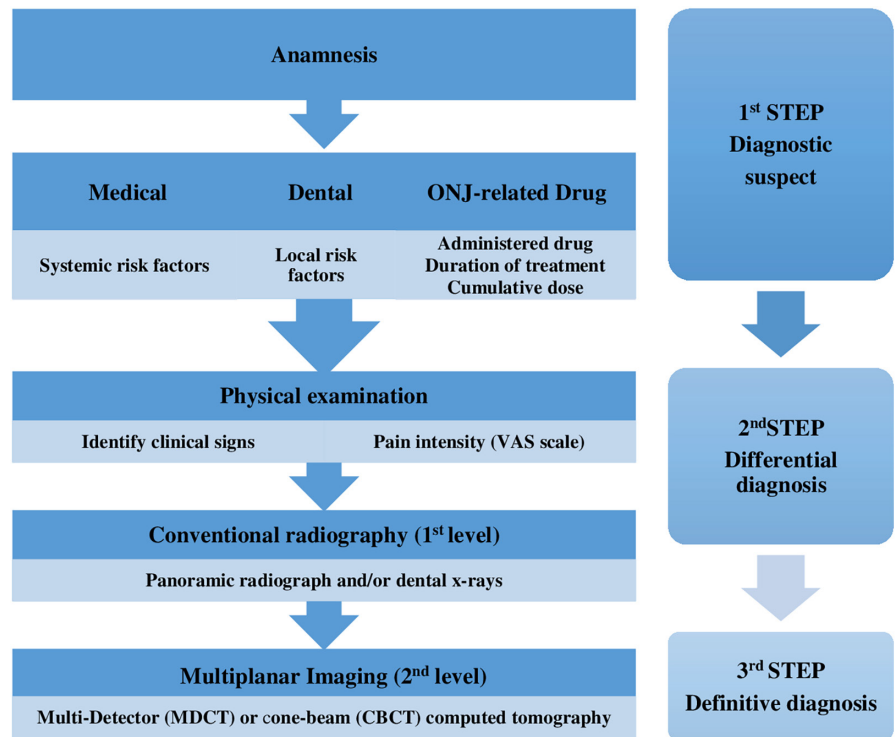 Anamnesis
Medical
Dental
ONJ-related Drug
Systemic risk factors
Local risk
factors
Administered drug
Duration of treatment
Cumulative dose
Physical examination
Identify clinical signs
Pain intensity (VAS scale)
Conventional radiography (1st level)
Panoramic radiograph and/or dental x-rays
Multiplanar Imaging (2nd level)
Multi-Detector (MDCT) or cone-beam (CBCT) computed tomography
1st STEP
Diagnostic
suspect
2ndSTEP
Differential
diagnosis
3rd STEP
Definitive diagnosis